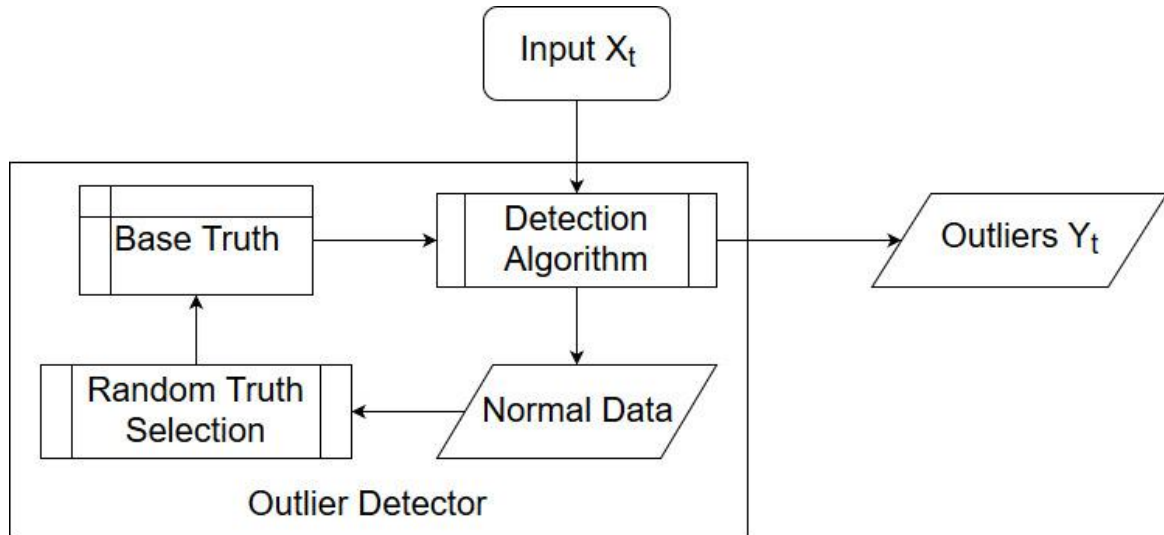 Input Xₜ
Base Truth
Detection
Algorithm
Outliers Yₜ
Random Truth
Selection
Normal Data
Outlier Detector